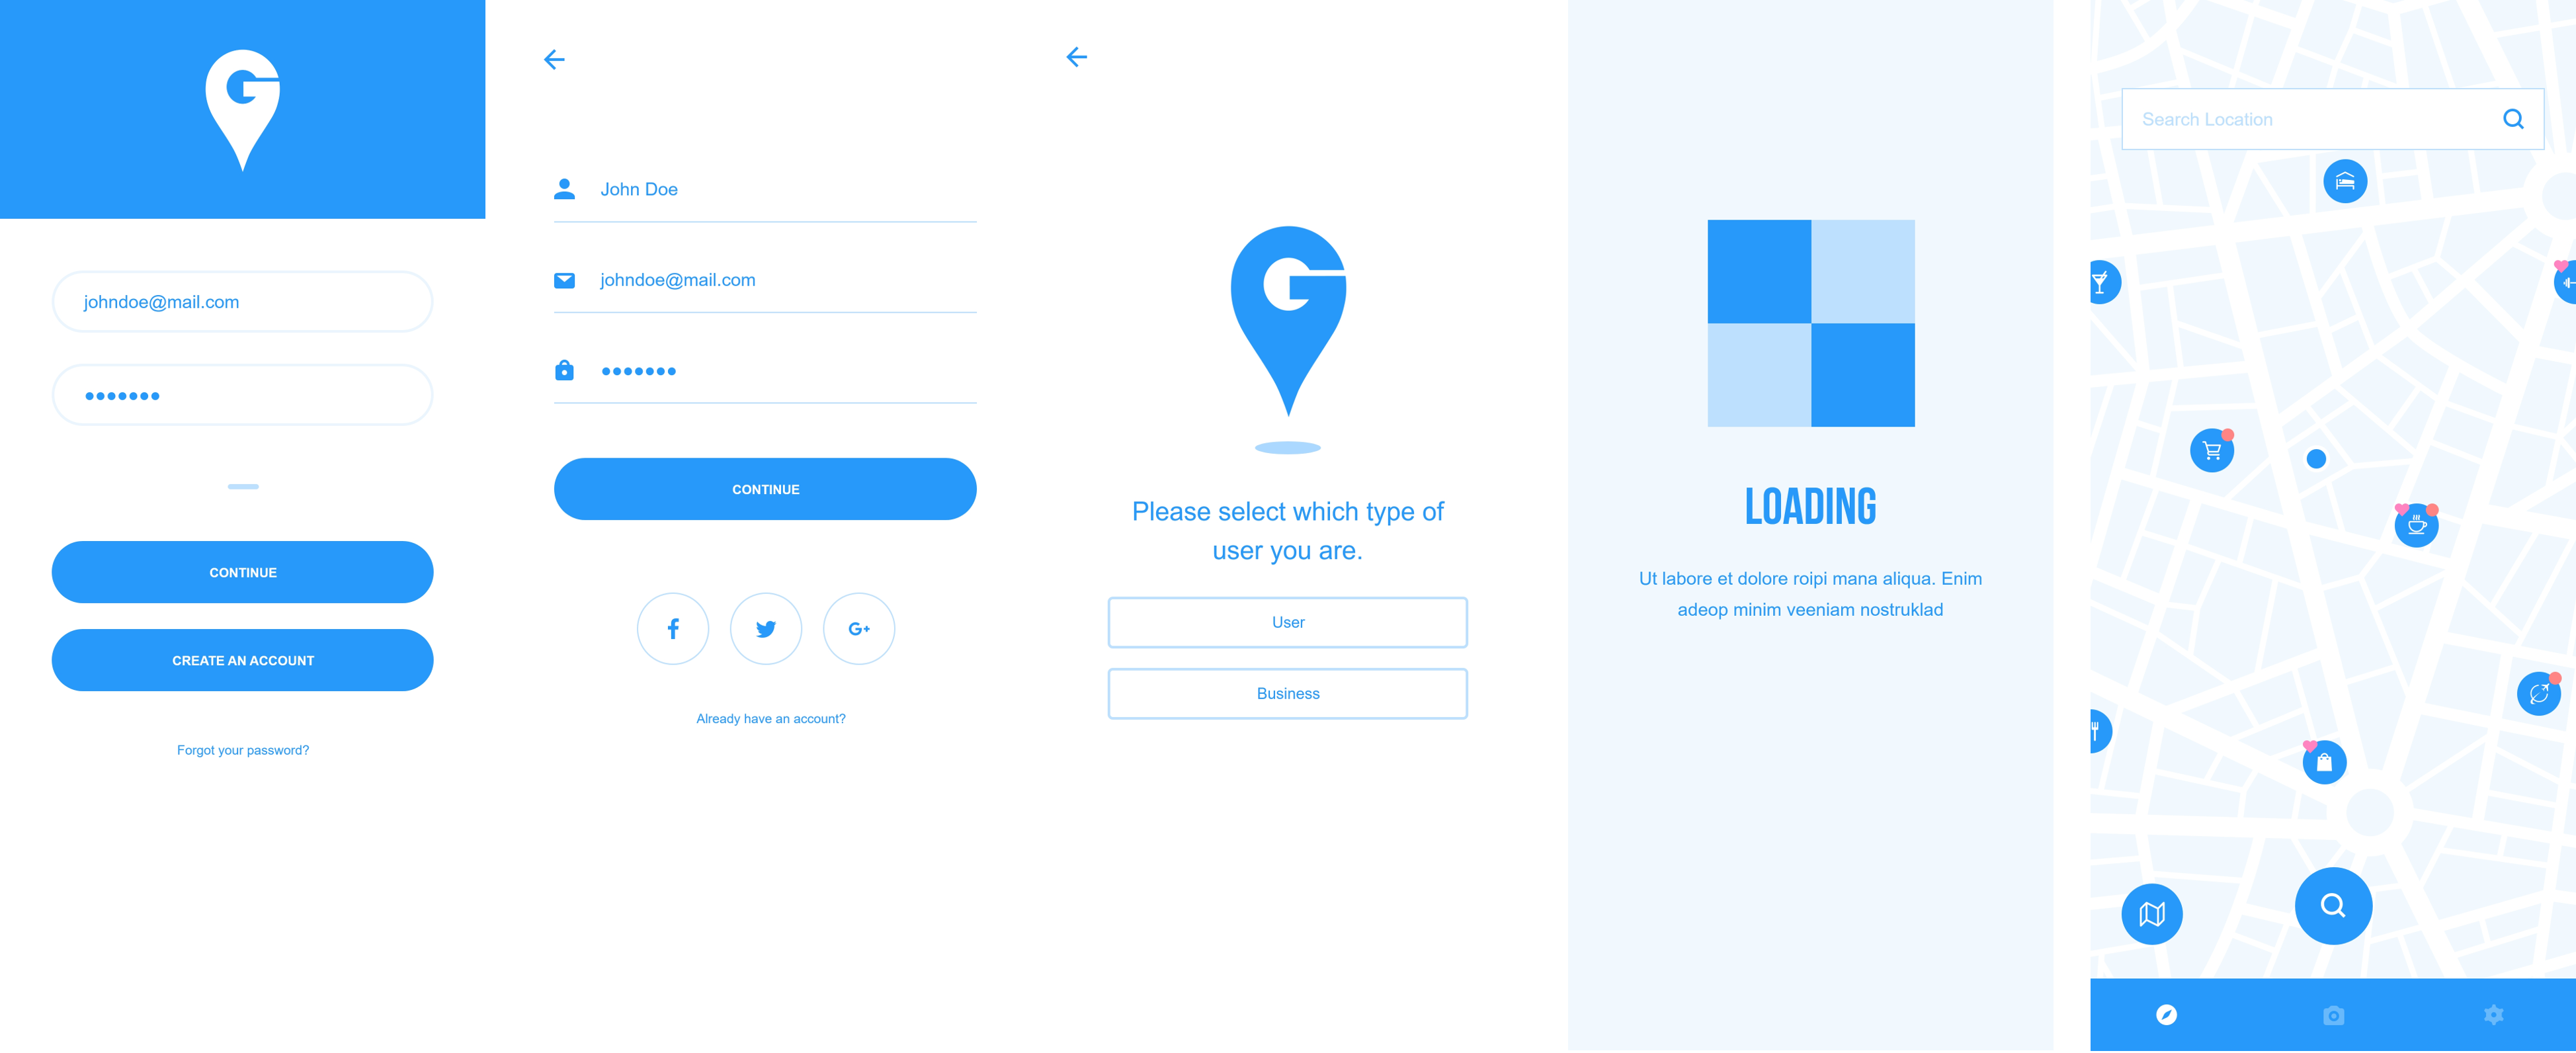 G
johndoe@mail.com
•••••••
CONTINUE
CREATE AN ACCOUNT
Forgot your password?
John Doe
johndoe@mail.com
•••••••
CONTINUE
f
G+
Already have an account?
G
Please select which type of
user you are.
User
Business
LOADING
Ut labore et dolore roipi mana aliqua. Enim
adeop minim veeniam nostruklad
Search Location